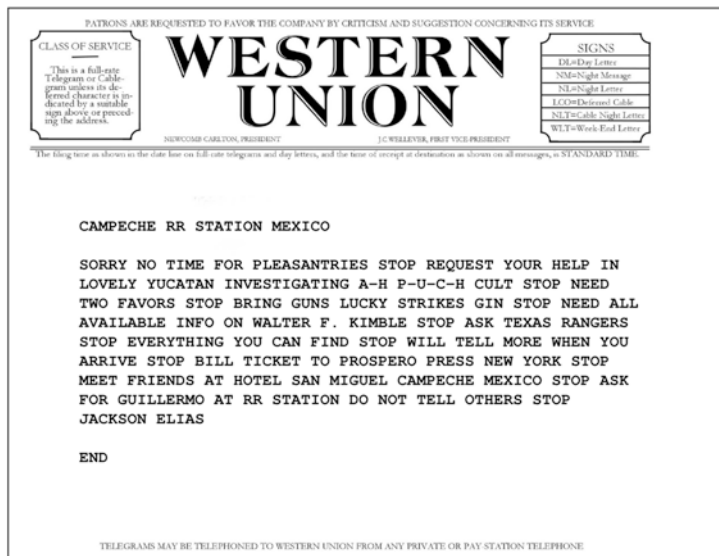 PATRONS ARE REQUESTED TO FAVOR THE COMPANY BY CRITICISM AND SUGGESTION CONCERNING ITS SERVICE
CLASS OF SERVICE
This is a full-rate
Telegram or Cable-
gram unless its de-
ferred character is in-
dicated by a suitable
sign above or preced-
ing the address.
WESTERN
UNION
NEWCOMB CARLTON, PRESIDENT
J.C. WELLEVER, FIRST VICE-PRESIDENT
SIGNS
DL=Day Letter
NM=Night Message
NL=Night Letter
LCO=Deferred Cable
NLT=Cable Night Letter
WLT=Week-End Letter
The filing time as shown in the date line on full-rate telegrams and day letters, and the time of receipt at destination as shown on all messages, is STANDARD TIME.
CAMPECHE RR STATION MEXICO
SORRY NO TIME FOR PLEASANTRIES STOP REQUEST YOUR HELP IN
LOVELY YUCATAN INVESTIGATING A-H P-U-C-H CULT STOP NEED
TWO FAVORS STOP BRING GUNS LUCKY STRIKES GIN STOP NEED ALL
AVAILABLE INFO ON WALTER F. KIMBLE STOP ASK TEXAS RANGERS
STOP EVERYTHING YOU CAN FIND STOP WILL TELL MORE WHEN YOU
ARRIVE STOP BILL TICKET TO PROSPERO PRESS NEW YORK STOP
MEET FRIENDS AT HOTEL SAN MIGUEL CAMPECHE MEXICO STOP ASK
FOR GUILLERMO AT RR STATION DO NOT TELL OTHERS STOP
JACKSON ELIAS
END
TELEGRAMS MAY BE TELEPHONED TO WESTERN UNION FROM ANY PRIVATE OR PAY-STATION TELEPHONE